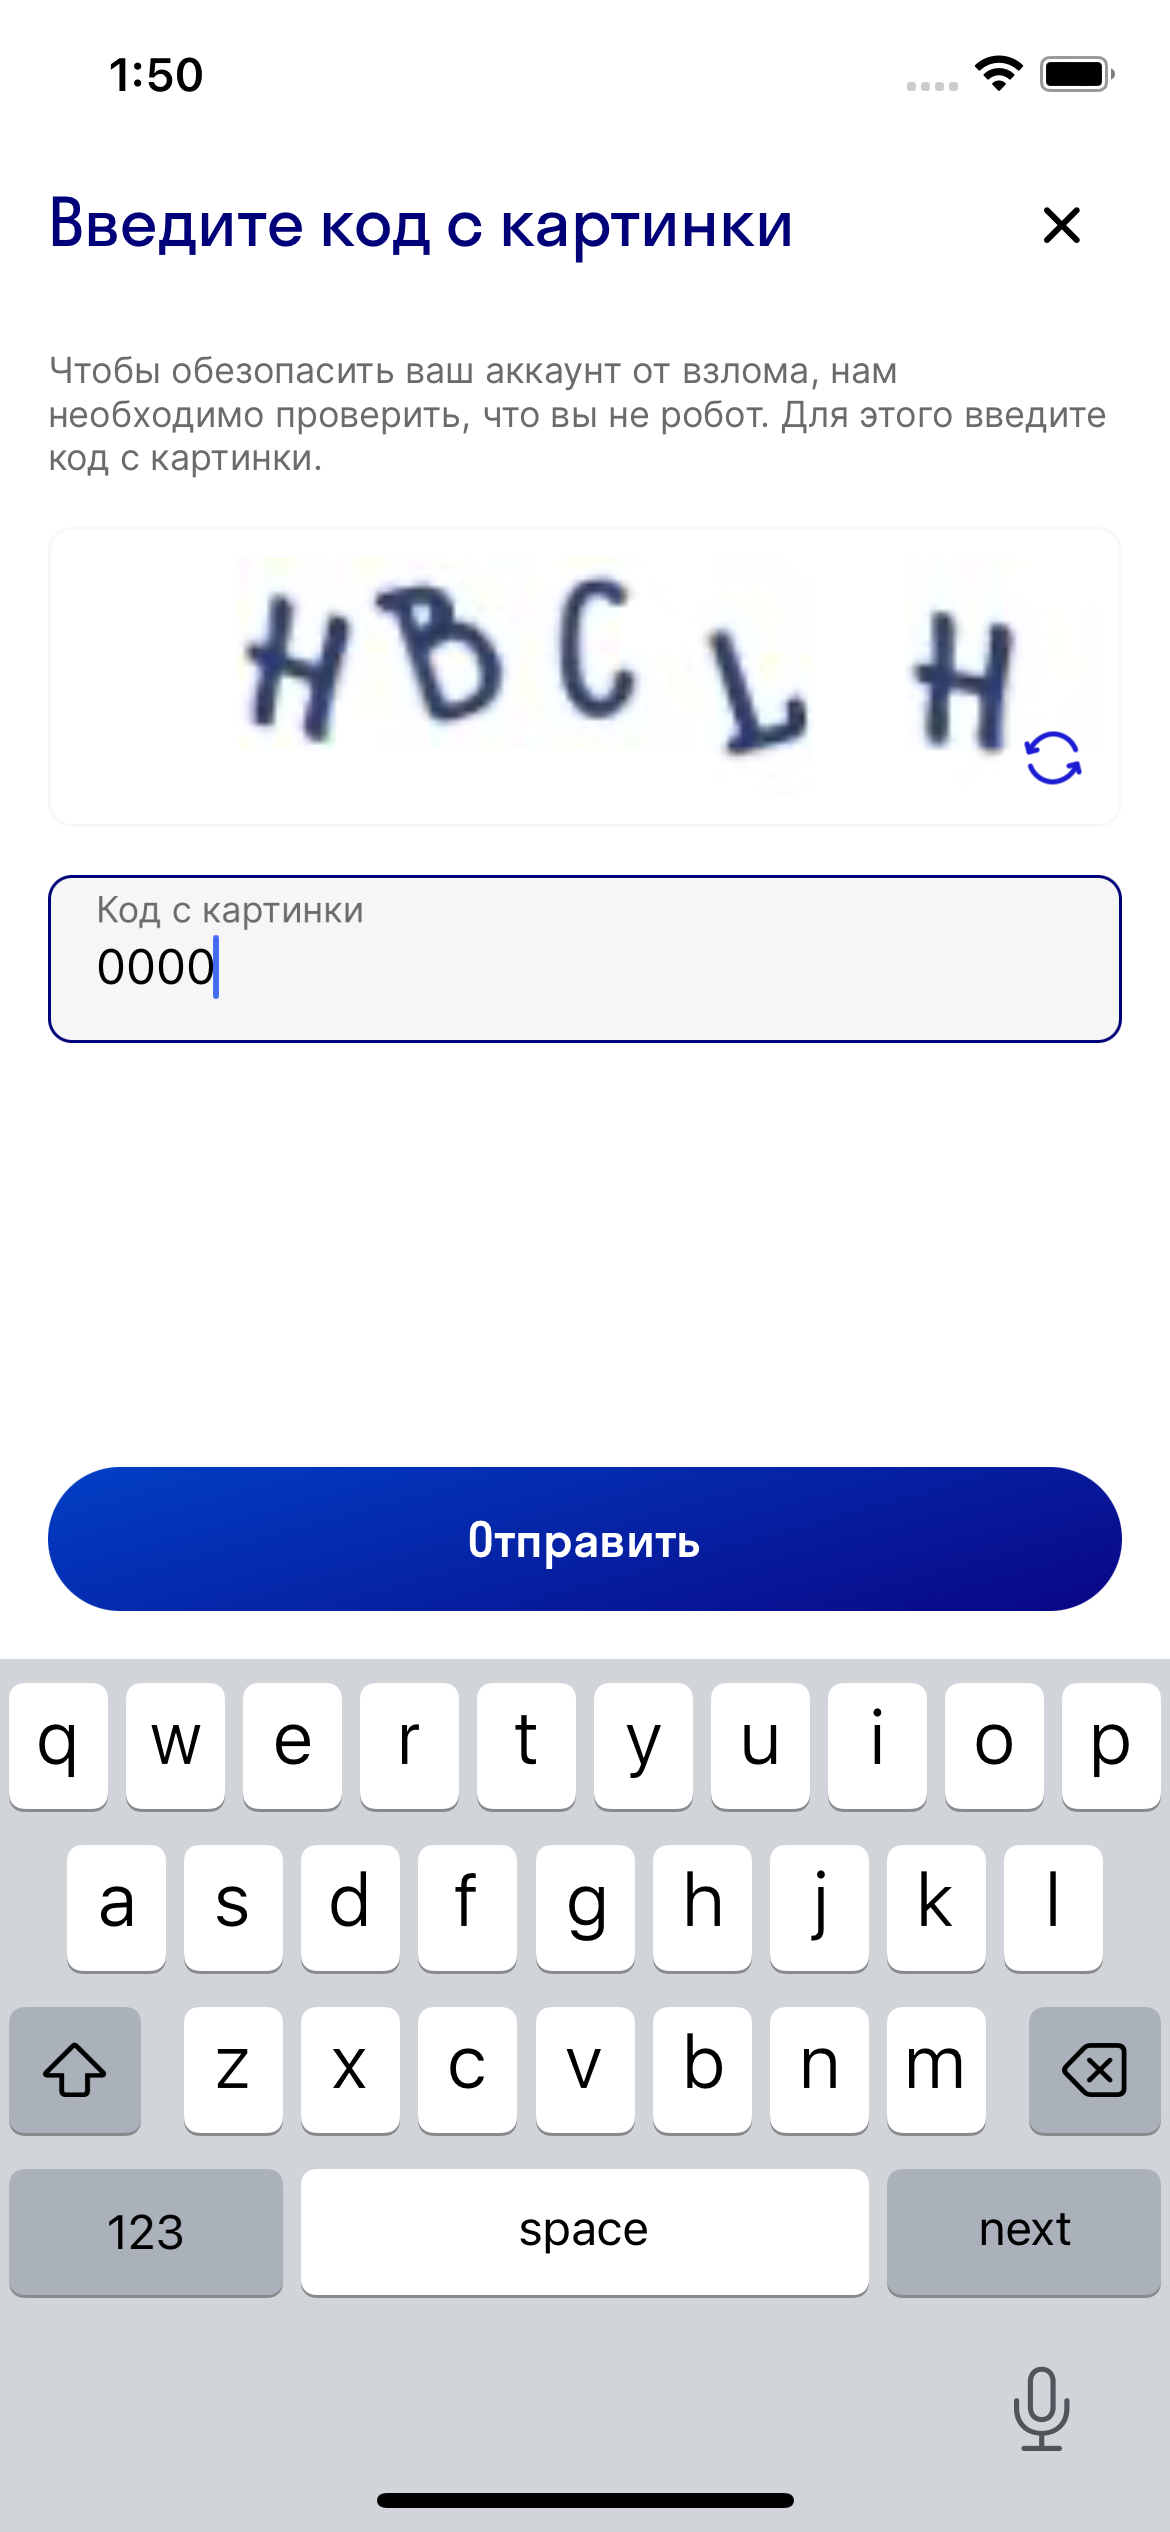 1:50
Введите код с картинки
Чтобы обезопасить ваш аккаунт от взлома, нам
необходимо проверить, что вы не робот. Для этого введите
код с картинки.
HBCLH
Код с картинки
0000
Отправить
q w e r t y u i o p
a s d f g h j k l
z x c v b n m
123 space next